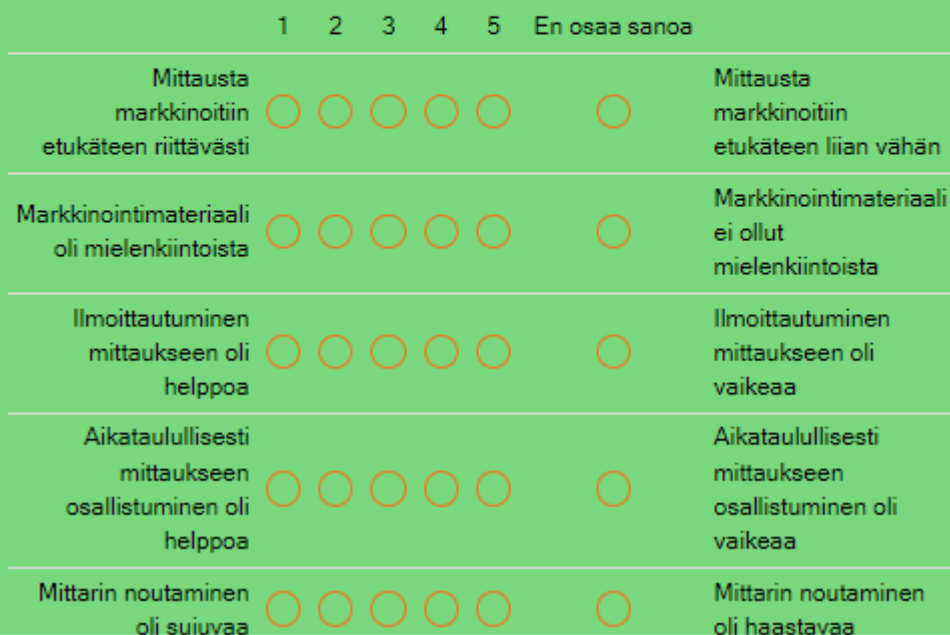 1 2 3 4 5 En osaa sanoa
Mittausta
markkinoitiin
etukäteen riittävästi
Mittausta
markkinoitiin
etukäteen liian vähän
Markkinointimateriaali
oli mielenkiintoista
Markkinointimateriaali
ei ollut
mielenkiintoista
Ilmoittautuminen
mittaukseen oli
helppoa
Ilmoittautuminen
mittaukseen oli
vaikeaa
Aikataulullisesti
mittaukseen
osallistuminen oli
helppoa
Aikataulullisesti
mittaukseen
osallistuminen oli
vaikeaa
Mittarin noutaminen
oli sujuvaa
Mittarin noutaminen
oli haastavaa